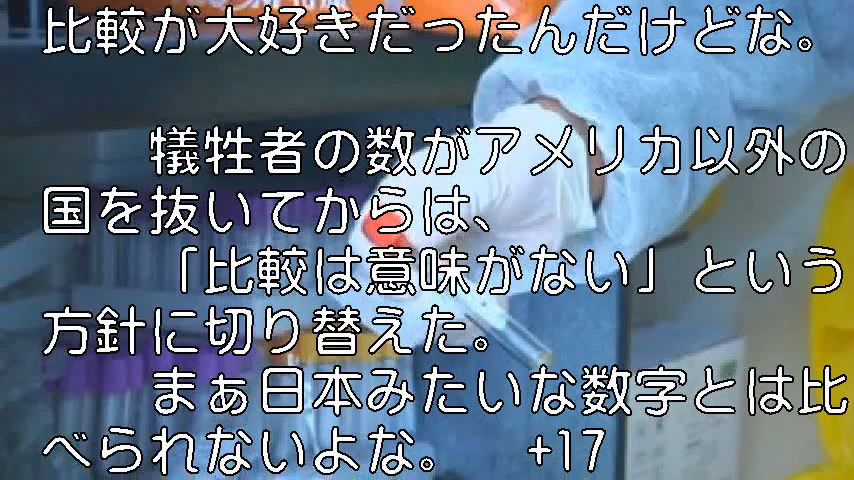 比較が大好きだったんだけどな。
犠牲者の数がアメリカ以外の
国を抜いてからは、
「比較は意味がない」という
方針に切り替えた。
まぁ日本みたいな数字とは比
べられないよな。 +17